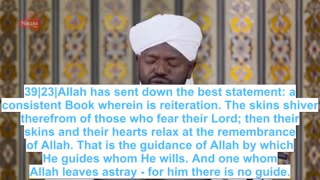 Noor
39|23|Allah has sent down the best statement: a
consistent Book wherein is reiteration. The skins shiver
therefrom of those who fear their Lord; then their
skins and their hearts relax at the remembrance
of Allah. That is the guidance of Allah by which
He guides whom He wills. And one whom
Allah leaves astray - for him there is no guide.